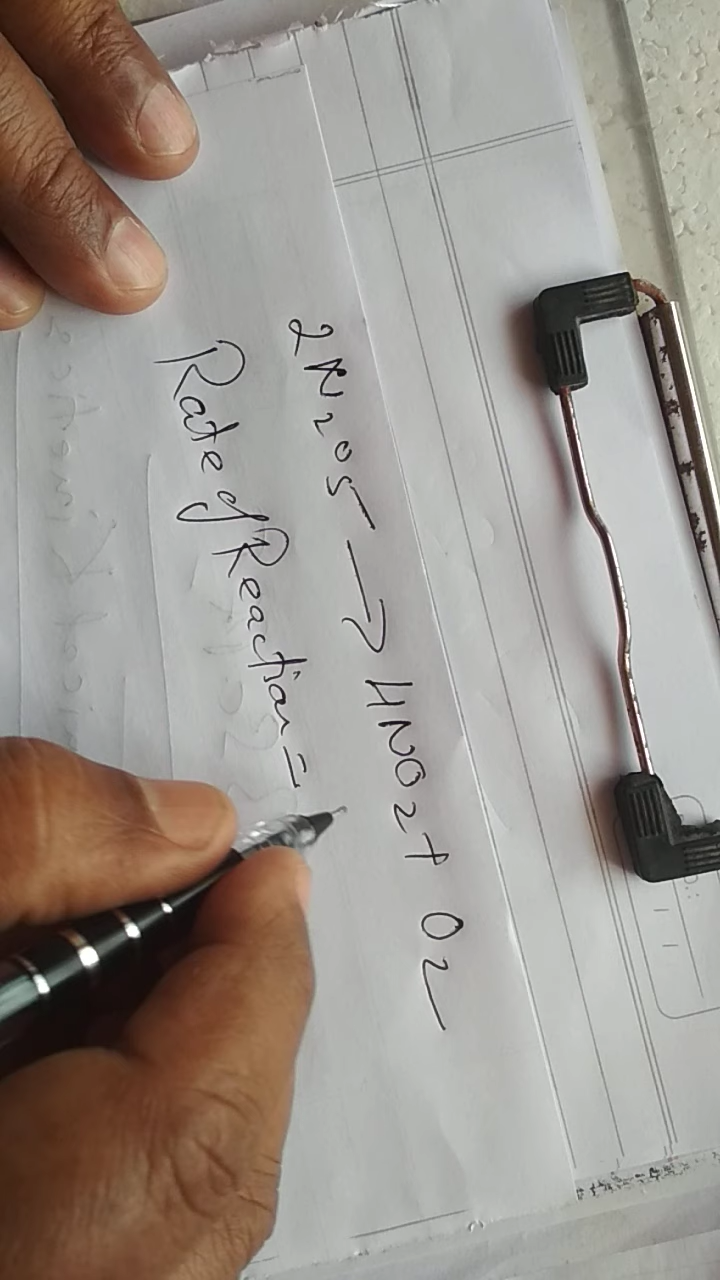 2N2O5 → 4NO2 + O2
Rate of Reaction =